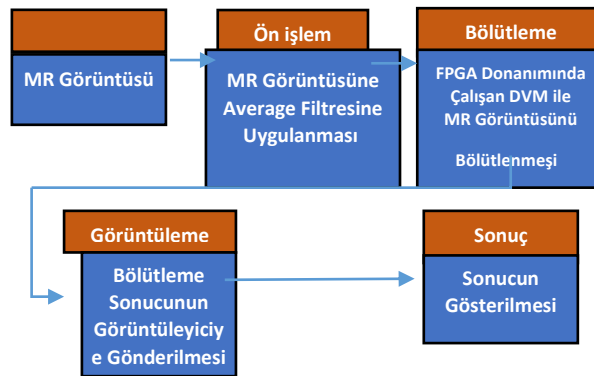 MR Görüntüsü
Ön işlem
MR Görüntüsüne
Average Filtresine
Uygulanması
Bölütleme
FPGA Donanımında
Çalışan DVM ile
MR Görüntüsünü
Bölütlenmeşi
Görüntüleme
Bölütleme
Sonucunun
Görüntüleyiciy
e Gönderilmesi
Sonuç
Sonucun
Gösterilmesi